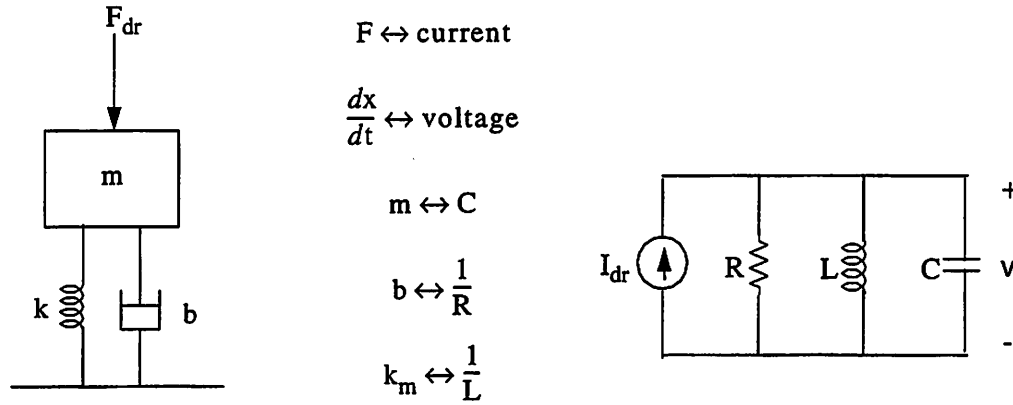 F_dr
m
k
b
F ↔ current
dx/dt ↔ voltage
m ↔ C
b ↔ 1/R
k_m ↔ 1/L
I_dr
R
L
C
+
v
-